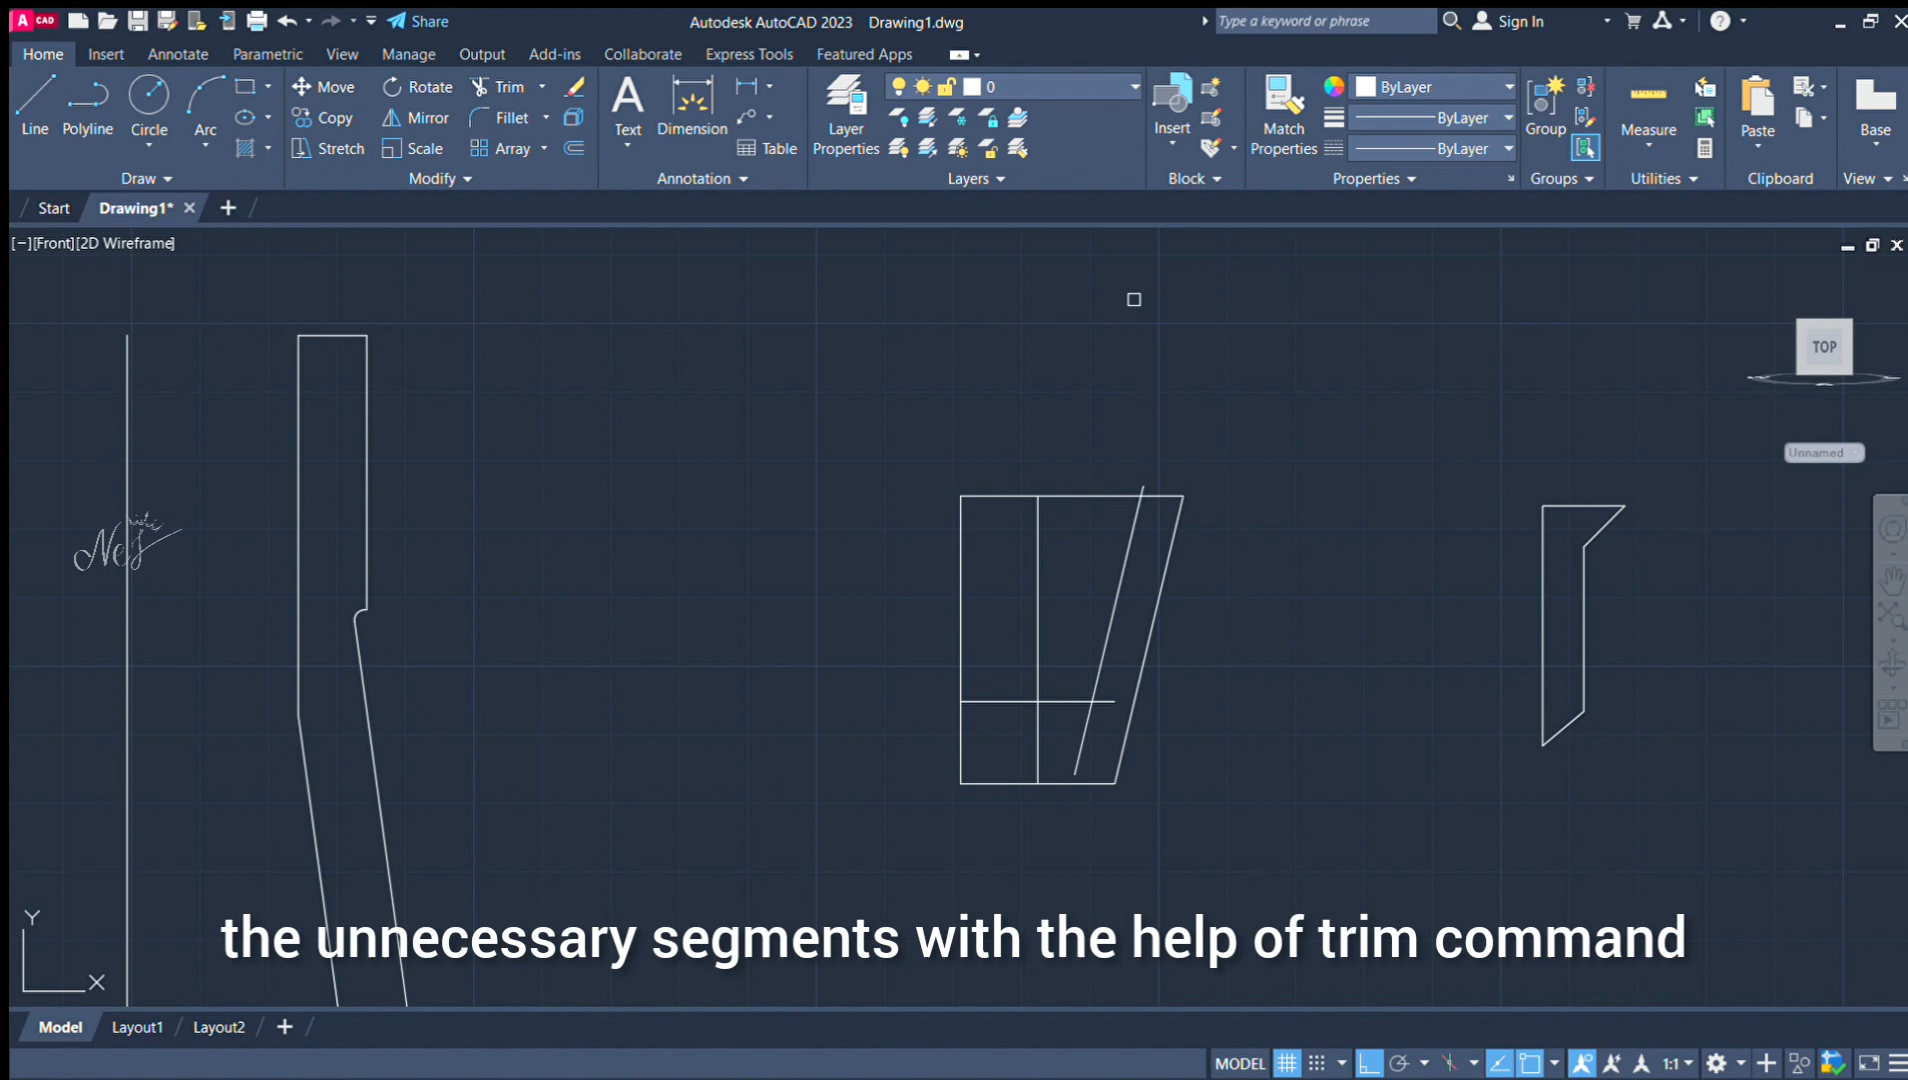 A CAD Share Autodesk AutoCAD 2023 Drawing1.dwg Type a keyword or phrase Sign In
Home Insert Annotate Parametric View Manage Output Add-ins Collaborate Express Tools Featured Apps
Line Polyline Circle Arc
Move Rotate Trim
Copy Mirror Fillet
Stretch Scale Array
Text Dimension Table
Layer Properties
0
Insert
Match Properties
ByLayer
ByLayer
ByLayer
Group Measure Paste Base
Draw Modify Annotation Layers Block Properties Groups Utilities Clipboard View
Start Drawing1* +
[−][Front][2D Wireframe]
TOP
Unnamed
Y
X
the unnecessary segments with the help of trim command
Model Layout1 Layout2 +
MODEL 1:1